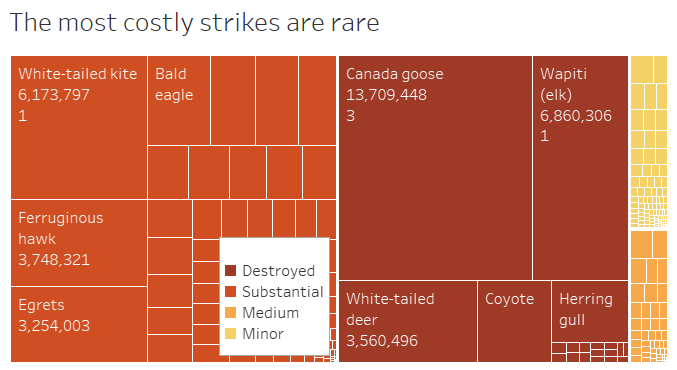 The most costly strikes are rare
White-tailed kite
6,173,797
1
Bald
eagle
Ferruginous
hawk
3,748,321
Egrets
3,254,003
Canada goose
13,709,448
3
Wapiti
(elk)
6,860,306
1
White-tailed
deer
3,560,496
Coyote
Herring
gull
Destroyed
Substantial
Medium
Minor